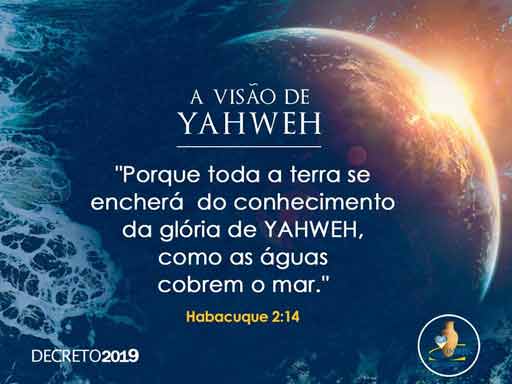 A VISÃO DE
YAHWEH
"Porque toda a terra se
encherá do conhecimento
da glória de YAHWEH,
como as águas
cobrem o mar."
Habacuque 2:14
DECRETO2019